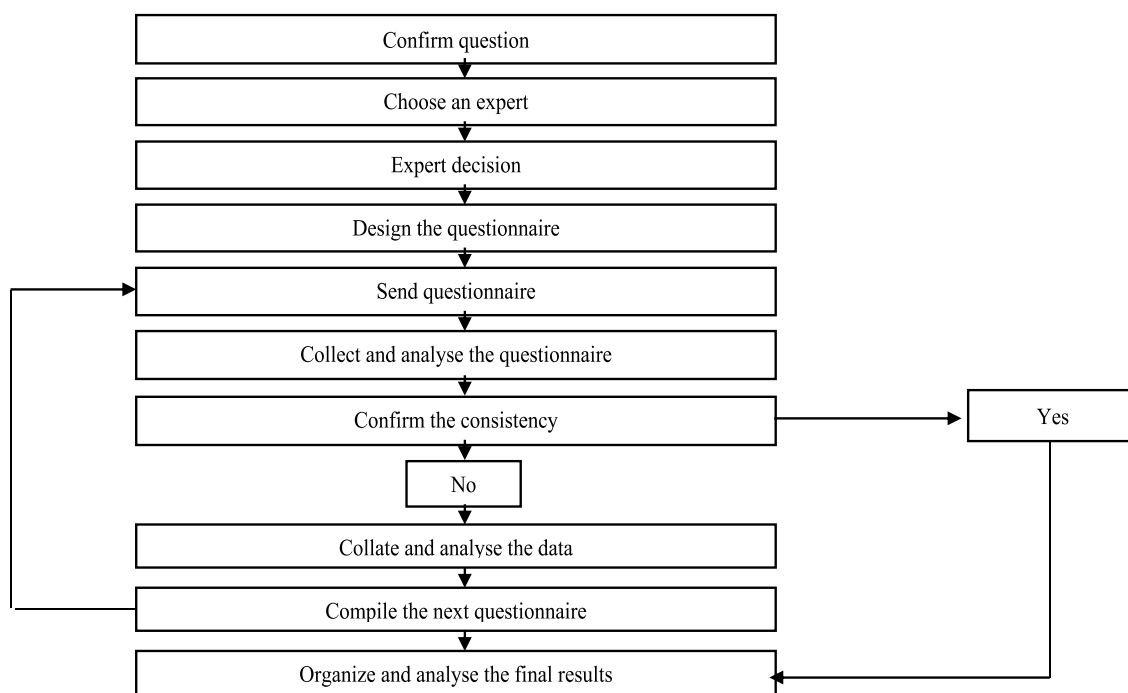 Confirm question
Choose an expert
Expert decision
Design the questionnaire
Send questionnaire
Collect and analyse the questionnaire
Confirm the consistency
Yes
No
Collate and analyse the data
Compile the next questionnaire
Organize and analyse the final results